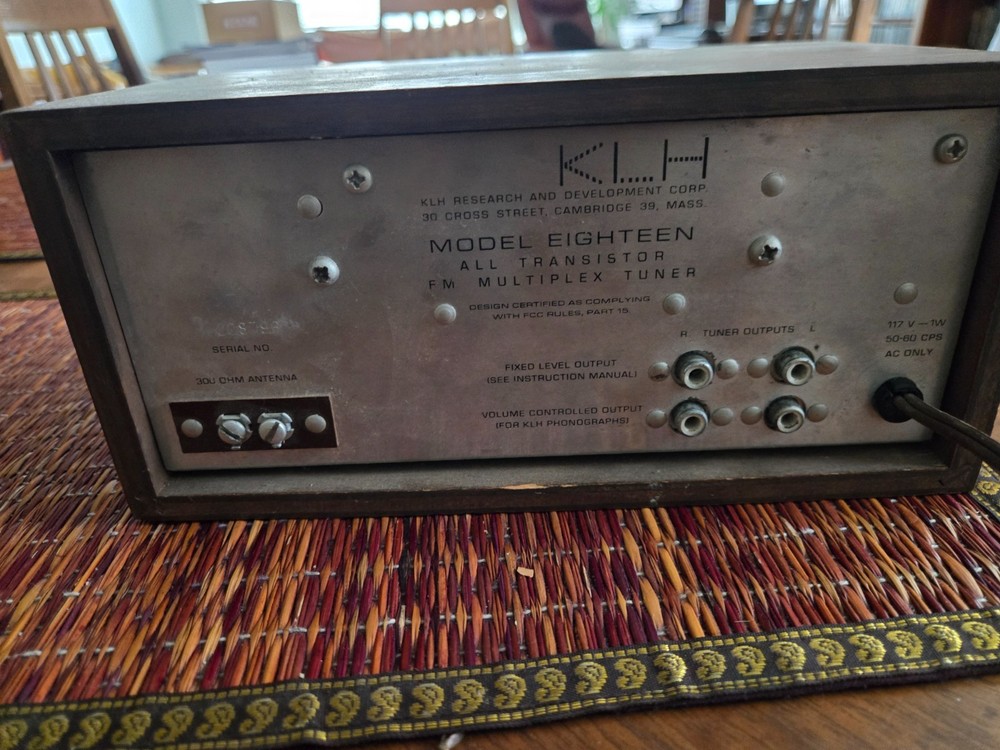 KLH
KLH RESEARCH AND DEVELOPMENT CORP.
30 CROSS STREET, CAMBRIDGE 39, MASS.
MODEL EIGHTEEN
ALL TRANSISTOR
FM MULTIPLEX TUNER
DESIGN CERTIFIED AS COMPLYING
WITH FCC RULES, PART 15.
SERIAL NO.
300 OHM ANTENNA
R. TUNER OUTPUTS L.
FIXED LEVEL OUTPUT
(SEE INSTRUCTION MANUAL)
VOLUME CONTROLLED OUTPUT
(FOR KLH PHONOGRAPHS)
117 V — 1W
50-60 CPS
AC ONLY